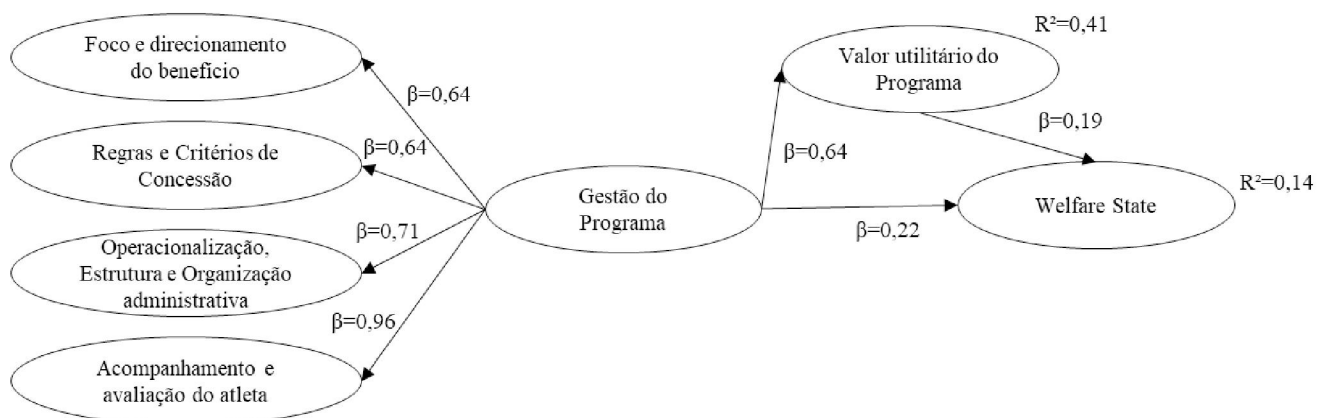 Foco e direcionamento
do benefício
β=0,64
Regras e Critérios de
Concessão
β=0,64
Operacionalização,
Estrutura e Organização
administrativa
β=0,71
Acompanhamento e
avaliação do atleta
β=0,96
Gestão do
Programa
β=0,64
β=0,22
Valor utilitário do
Programa
R²=0,41
β=0,19
Welfare State
R²=0,14